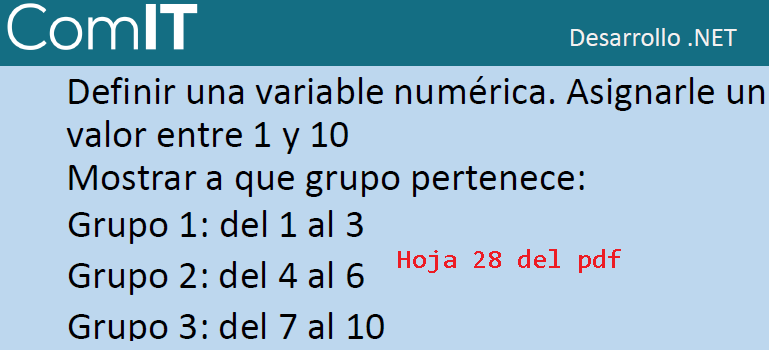 ComIT
Desarrollo .NET
Definir una variable numérica. Asignarle un
valor entre 1 y 10
Mostrar a que grupo pertenece:
Grupo 1: del 1 al 3
Grupo 2: del 4 al 6
Hoja 28 del pdf
Grupo 3: del 7 al 10